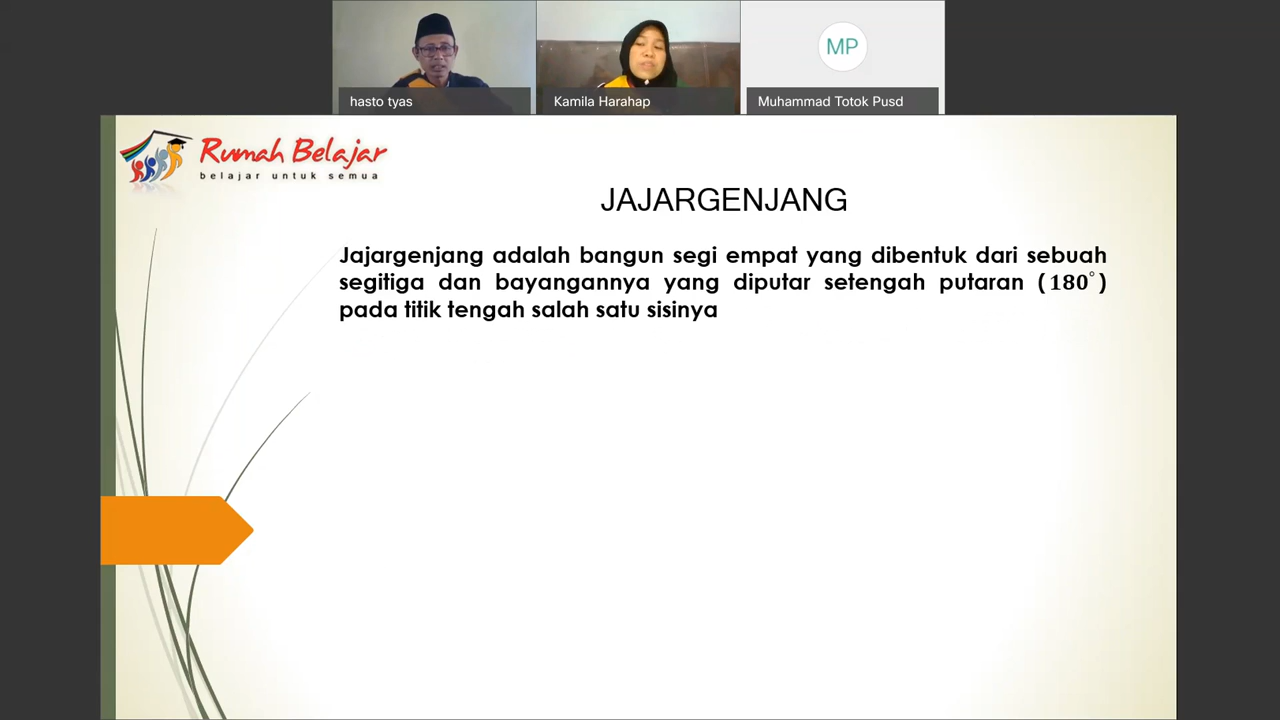 MP
hasto tyas
Kamila Harahap
Muhammad Totok Pusd
Rumah Belajar
belajar untuk semua
JAJARGENJANG
Jajargenjang adalah bangun segi empat yang dibentuk dari sebuah
segitiga dan bayangannya yang diputar setengah putaran (180°)
pada titik tengah salah satu sisinya